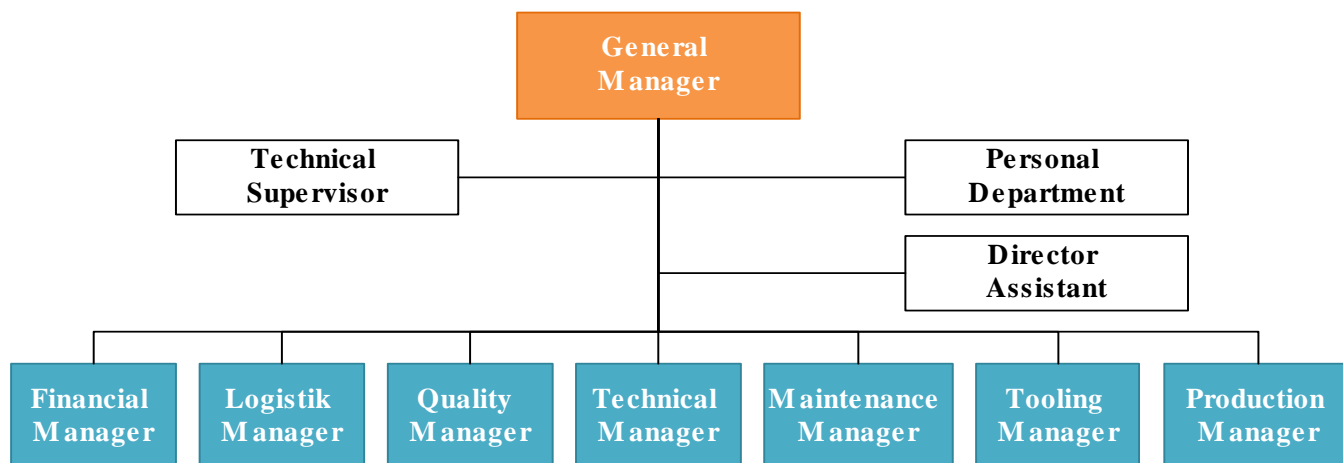 General
Manager
Technical
Supervisor
Personal
Department
Director
Assistant
Financial
Manager
Logistik
Manager
Quality
Manager
Technical
Manager
Maintenance
Manager
Tooling
Manager
Production
Manager